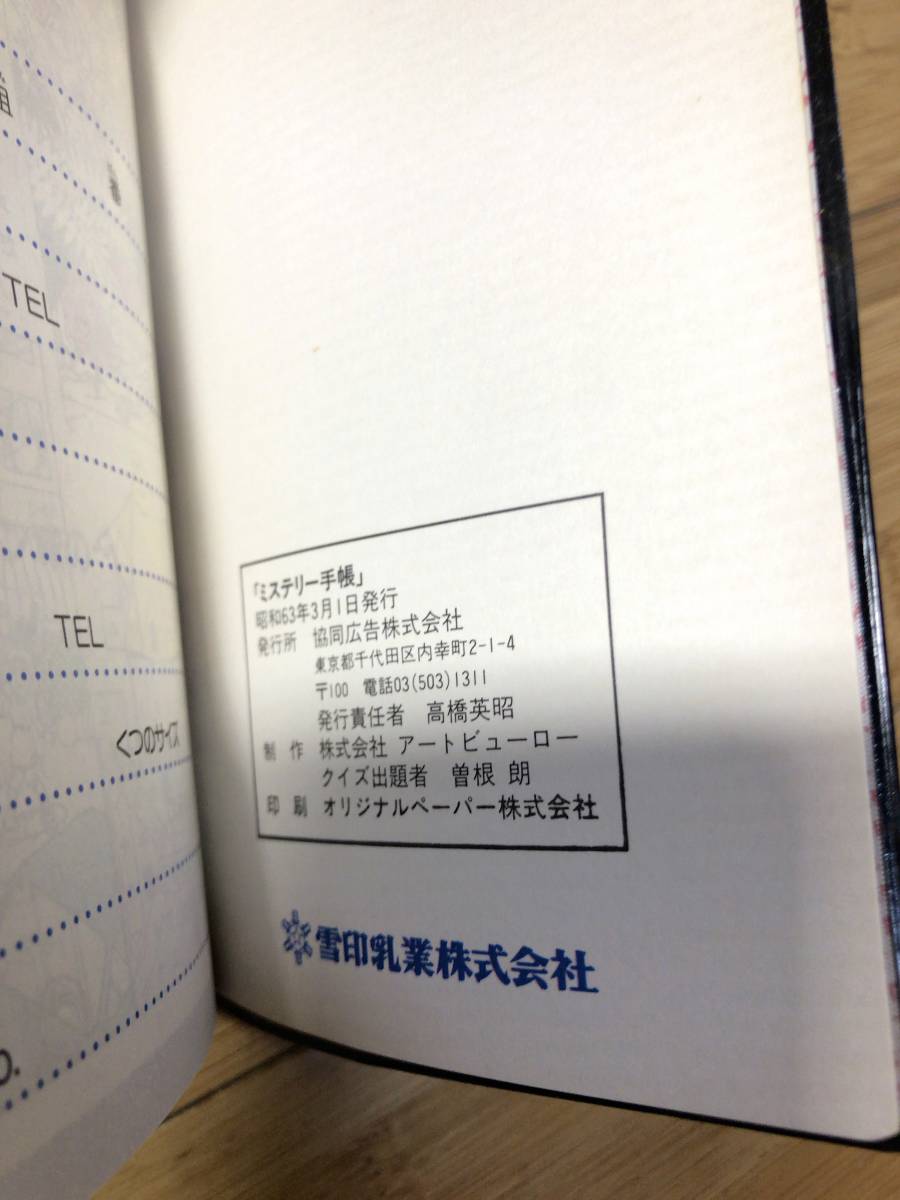 番
TEL
TEL
くつのサイズ
「ミステリー手帳」
昭和63年3月1日発行
発行所 協同広告株式会社
東京都千代田区内幸町2-1-4
〒100 電話03(503)1311
発行責任者 高橋英昭
制 作 株式会社 アートビューロー
クイズ出題者 曽根 朗
印 刷 オリジナルペーパー株式会社
雪印乳業株式会社